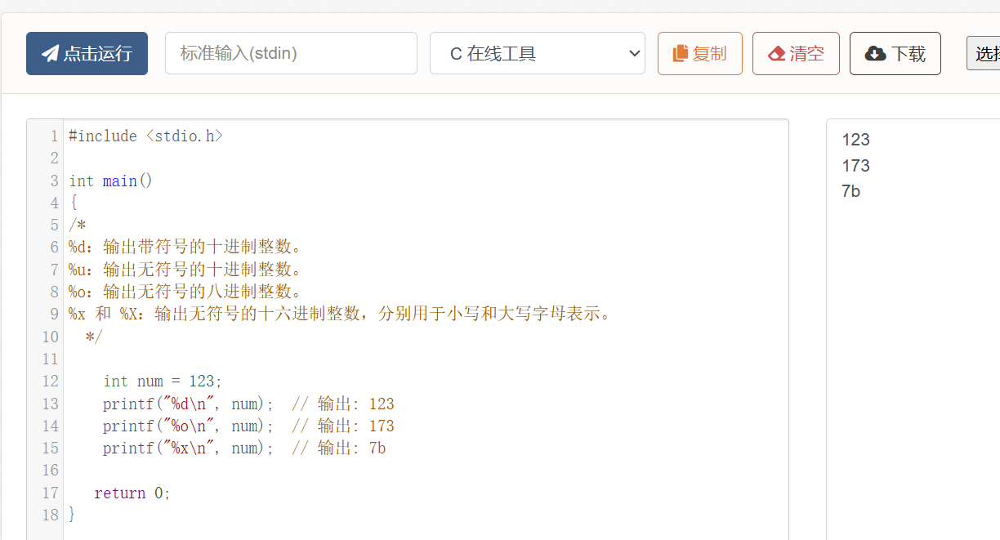 点击运行 标准输入(stdin) C 在线工具 复制 清空 下载
1 #include <stdio.h>
2
3 int main()
4 {
5 /*
6 %d: 输出带符号的十进制整数。
7 %u: 输出无符号的十进制整数。
8 %o: 输出无符号的八进制整数。
9 %x 和 %X: 输出无符号的十六进制整数，分别用于小写和大写字母表示。
10 */
11
12 int num = 123;
13 printf("%d\n", num); // 输出: 123
14 printf("%o\n", num); // 输出: 173
15 printf("%x\n", num); // 输出: 7b
16
17 return 0;
18 }
123
173
7b